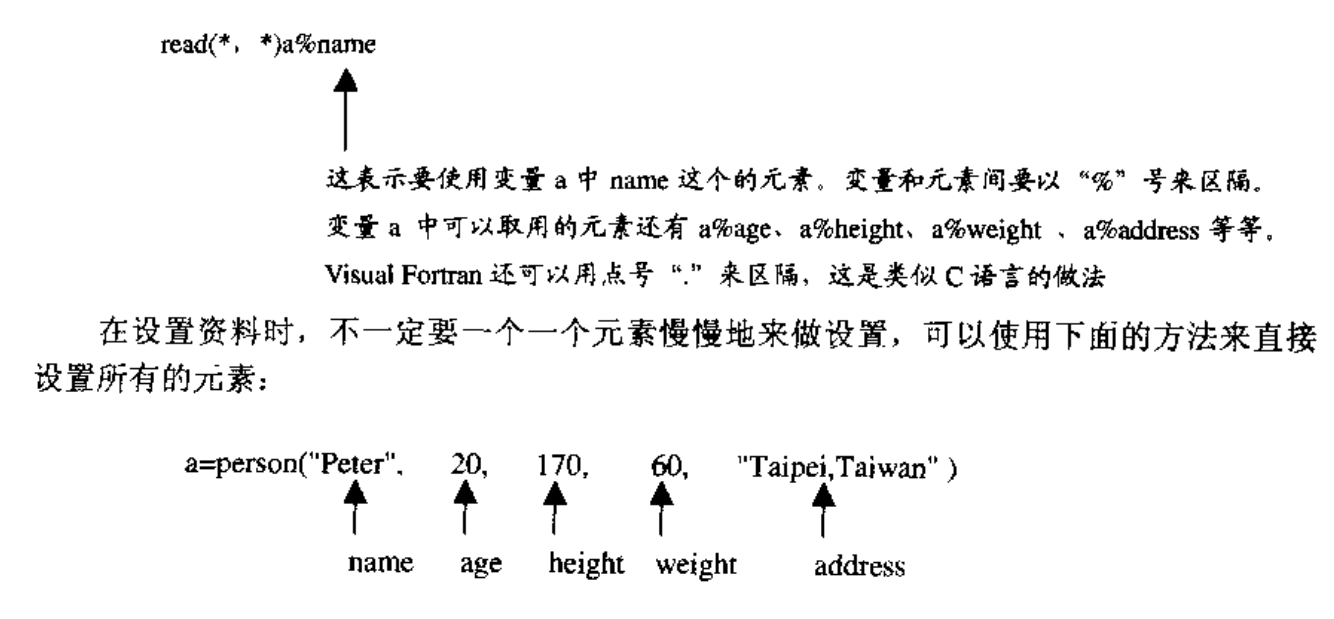 read(*, *)a%name
这表示要使用变量 a 中 name 这个的元素。变量和元素间要以“%”号来区隔。
变量 a 中可以取用的元素还有 a%age、a%height、a%weight 、a%address 等等。
Visual Fortran 还可以用点号“.”来区隔，这是类似 C 语言的做法
在设置资料时，不一定要一个一个元素慢慢地来做设置，可以使用下面的方法来直接
设置所有的元素：
a=person("Peter", 20, 170, 60, "Taipei,Taiwan" )
name age height weight address